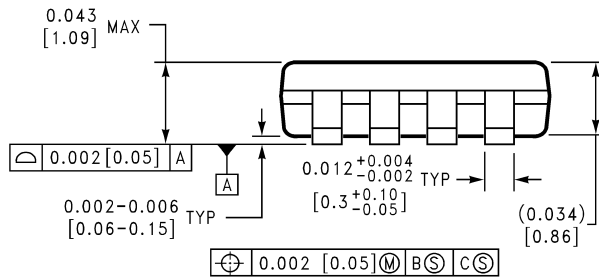 0.043 MAX
[1.09]
⌓ 0.002 [0.05] A
A
0.012 +0.004 -0.002 TYP
[0.3 +0.10 -0.05]
0.002-0.006 TYP
[0.06-0.15]
(0.034)
[0.86]
⌖ 0.002 [0.05]Ⓜ BⓈ CⓈ